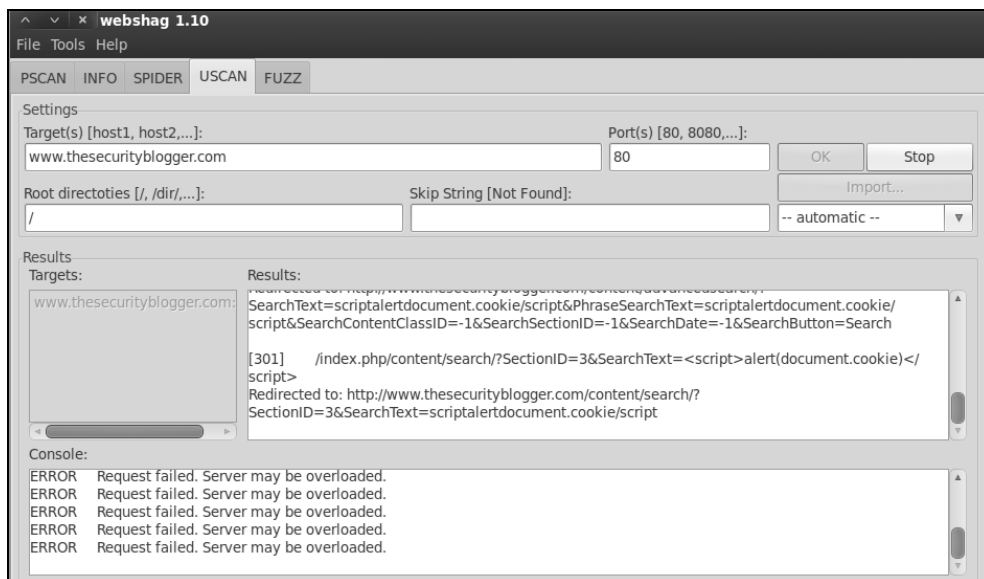 webshag 1.10
File Tools Help
PSCAN INFO SPIDER USCAN FUZZ
Settings
Target(s) [host1, host2,...]: Port(s) [80, 8080,...]:
www.thesecurityblogger.com 80 OK Stop
Import...
Root directoties [/, /dir/,...]: Skip String [Not Found]:
/ -- automatic --
Results
Targets: Results:
www.thesecurityblogger.com:
SearchText=scriptalertdocument.cookie/script&PhraseSearchText=scriptalertdocument.cookie/
script&SearchContentClassID=-1&SearchSectionID=-1&SearchDate=-1&SearchButton=Search
[301] /index.php/content/search/?SectionID=3&SearchText=<script>alert(document.cookie)</
script>
Redirected to: http://www.thesecurityblogger.com/content/search/?
SectionID=3&SearchText=scriptalertdocument.cookie/script
Console:
ERROR Request failed. Server may be overloaded.
ERROR Request failed. Server may be overloaded.
ERROR Request failed. Server may be overloaded.
ERROR Request failed. Server may be overloaded.
ERROR Request failed. Server may be overloaded.